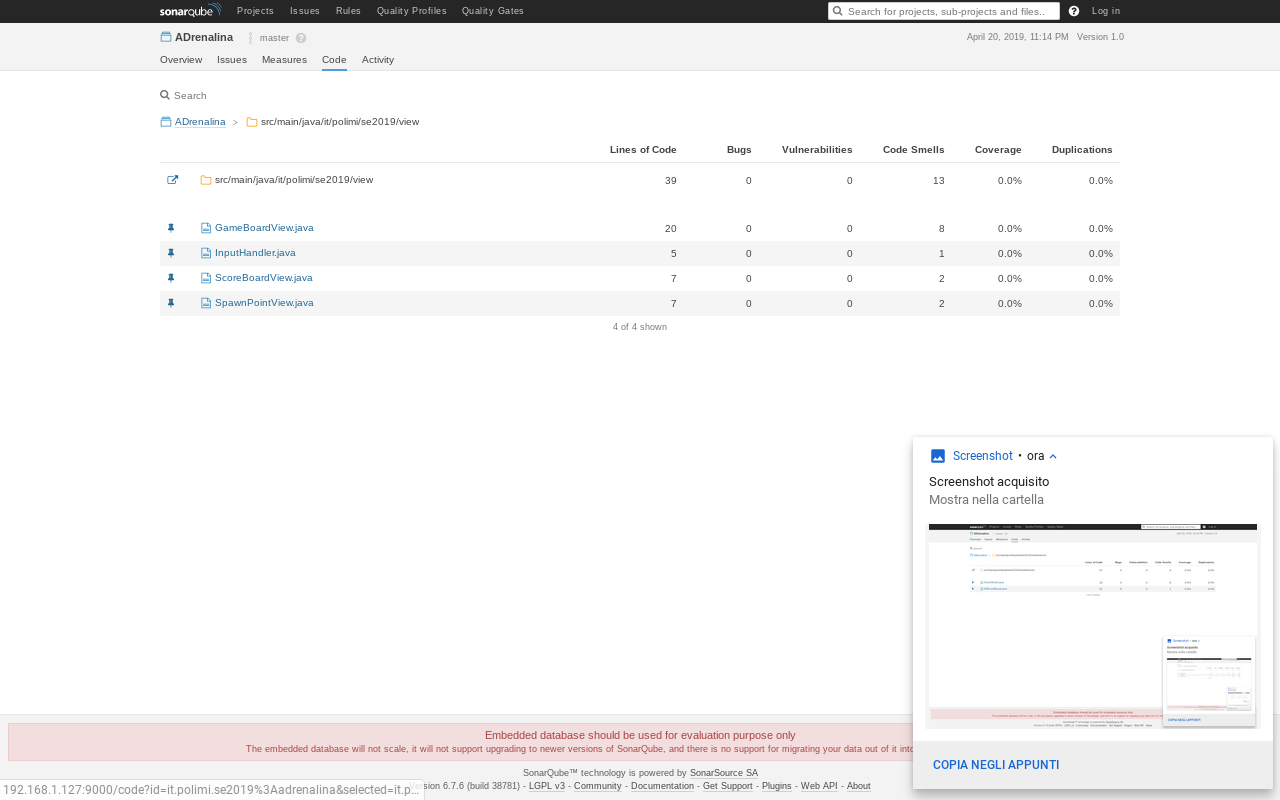 sonarqube Projects Issues Rules Quality Profiles Quality Gates Search for projects, sub-projects and files.. Log in
ADrenalina master April 20, 2019, 11:14 PM Version 1.0
Overview Issues Measures Code Activity
Search
ADrenalina > src/main/java/it/polimi/se2019/view
Lines of Code Bugs Vulnerabilities Code Smells Coverage Duplications
src/main/java/it/polimi/se2019/view 39 0 0 13 0.0% 0.0%
GameBoardView.java 20 0 0 8 0.0% 0.0%
InputHandler.java 5 0 0 1 0.0% 0.0%
ScoreBoardView.java 7 0 0 2 0.0% 0.0%
SpawnPointView.java 7 0 0 2 0.0% 0.0%
4 of 4 shown
Screenshot • ora
Screenshot acquisito
Mostra nella cartella
COPIA NEGLI APPUNTI
Embedded database should be used for evaluation purpose only
The embedded database will not scale, it will not support upgrading to newer versions of SonarQube, and there is no support for migrating your data out of it
SonarQube™ technology is powered by SonarSource SA
Version 6.7.6 (build 38781) - LGPL v3 - Community - Documentation - Get Support - Plugins - Web API - About
192.168.1.127:9000/code?id=it.polimi.se2019%3Aadrenalina&selected=it.p...